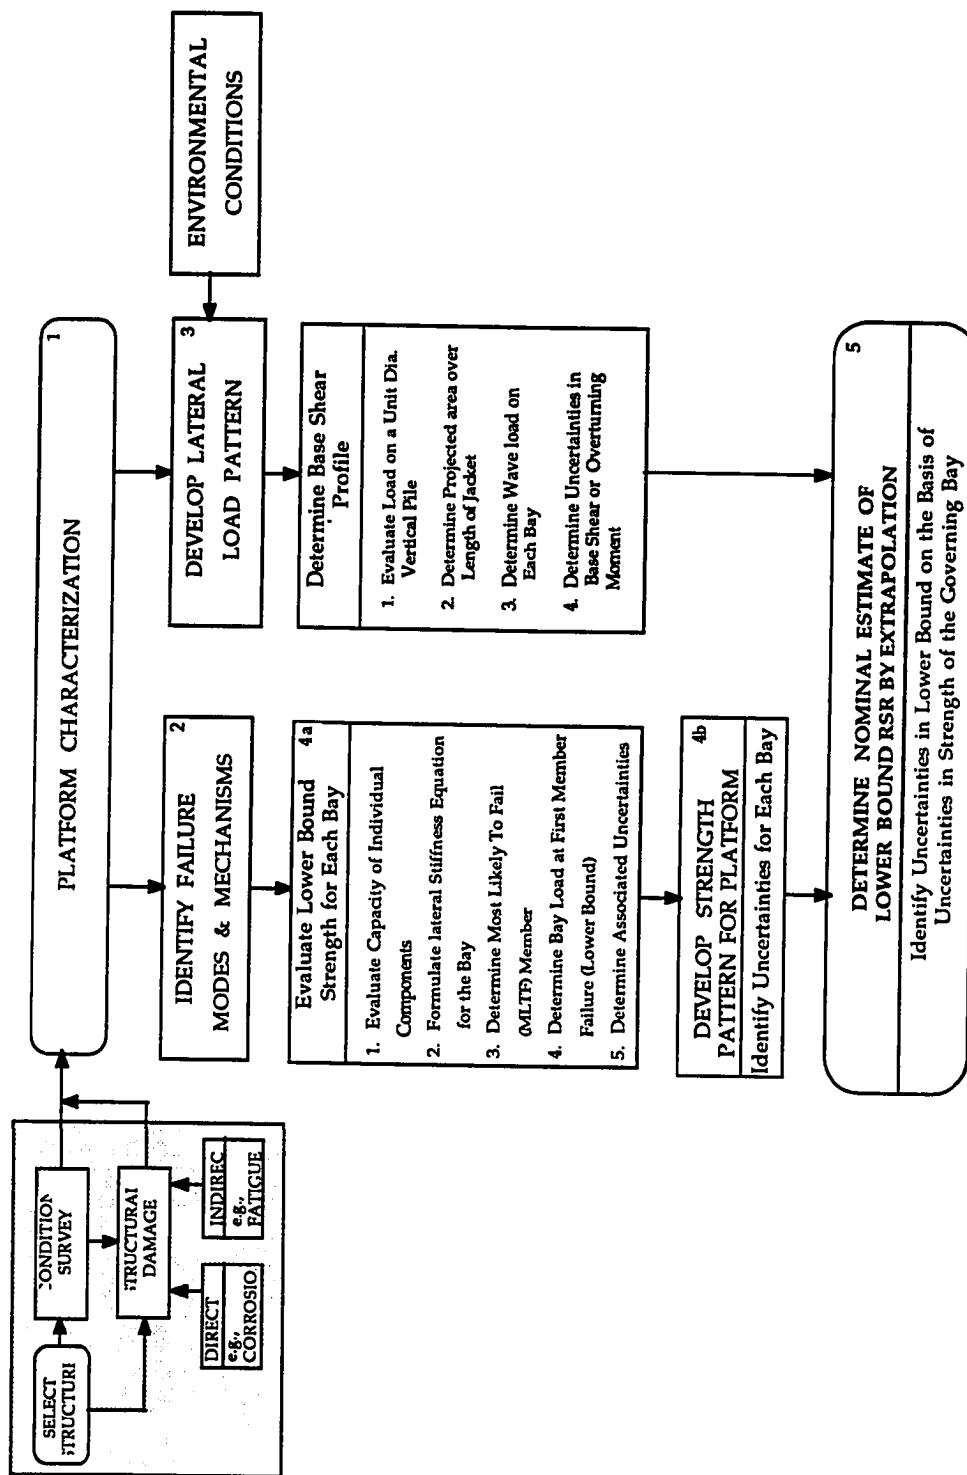 SELECT
;TRUCTURI
:ONDITION
SURVEY
;TRUCTURAI
DAMAGE
DIRECT
e.g.,
CORROSIO.
INDIREC
e.g.,
FATIGUE
1
PLATFORM CHARACTERIZATION
2
IDENTIFY FAILURE
MODES & MECHANISMS
4a
Evaluate Lower Bound
Strength for Each Bay
1. Evaluate Capacity of Individual
Components
2. Formulate lateral Stiffness Equation
for the Bay
3. Determine Most Likely To Fail
(MLTF) Member
4. Determine Bay Load at First Member
Failure (Lower Bound)
5. Determine Associated Uncertainties
4b
DEVELOP STRENGTH
PATTERN FOR PLATFORM
Identify Uncertainties for Each Bay
ENVIRONMENTAL
CONDITIONS
3
DEVELOP LATERAL
LOAD PATTERN
Determine Base Shear
Profile
1. Evaluate Load on a Unit Dia.
Vertical Pile
2. Determine Projected area over
Length of Jacket
3. Determine Wave load on
Each Bay
4. Determine Uncertainties in
Base Shear or Overturning
Moment
5
DETERMINE NOMINAL ESTIMATE OF
LOWER BOUND RSR BY EXTRAPOLATION
Identify Uncertainties in Lower Bound on the Basis of
Uncertainties in Strength of the Governing Bay